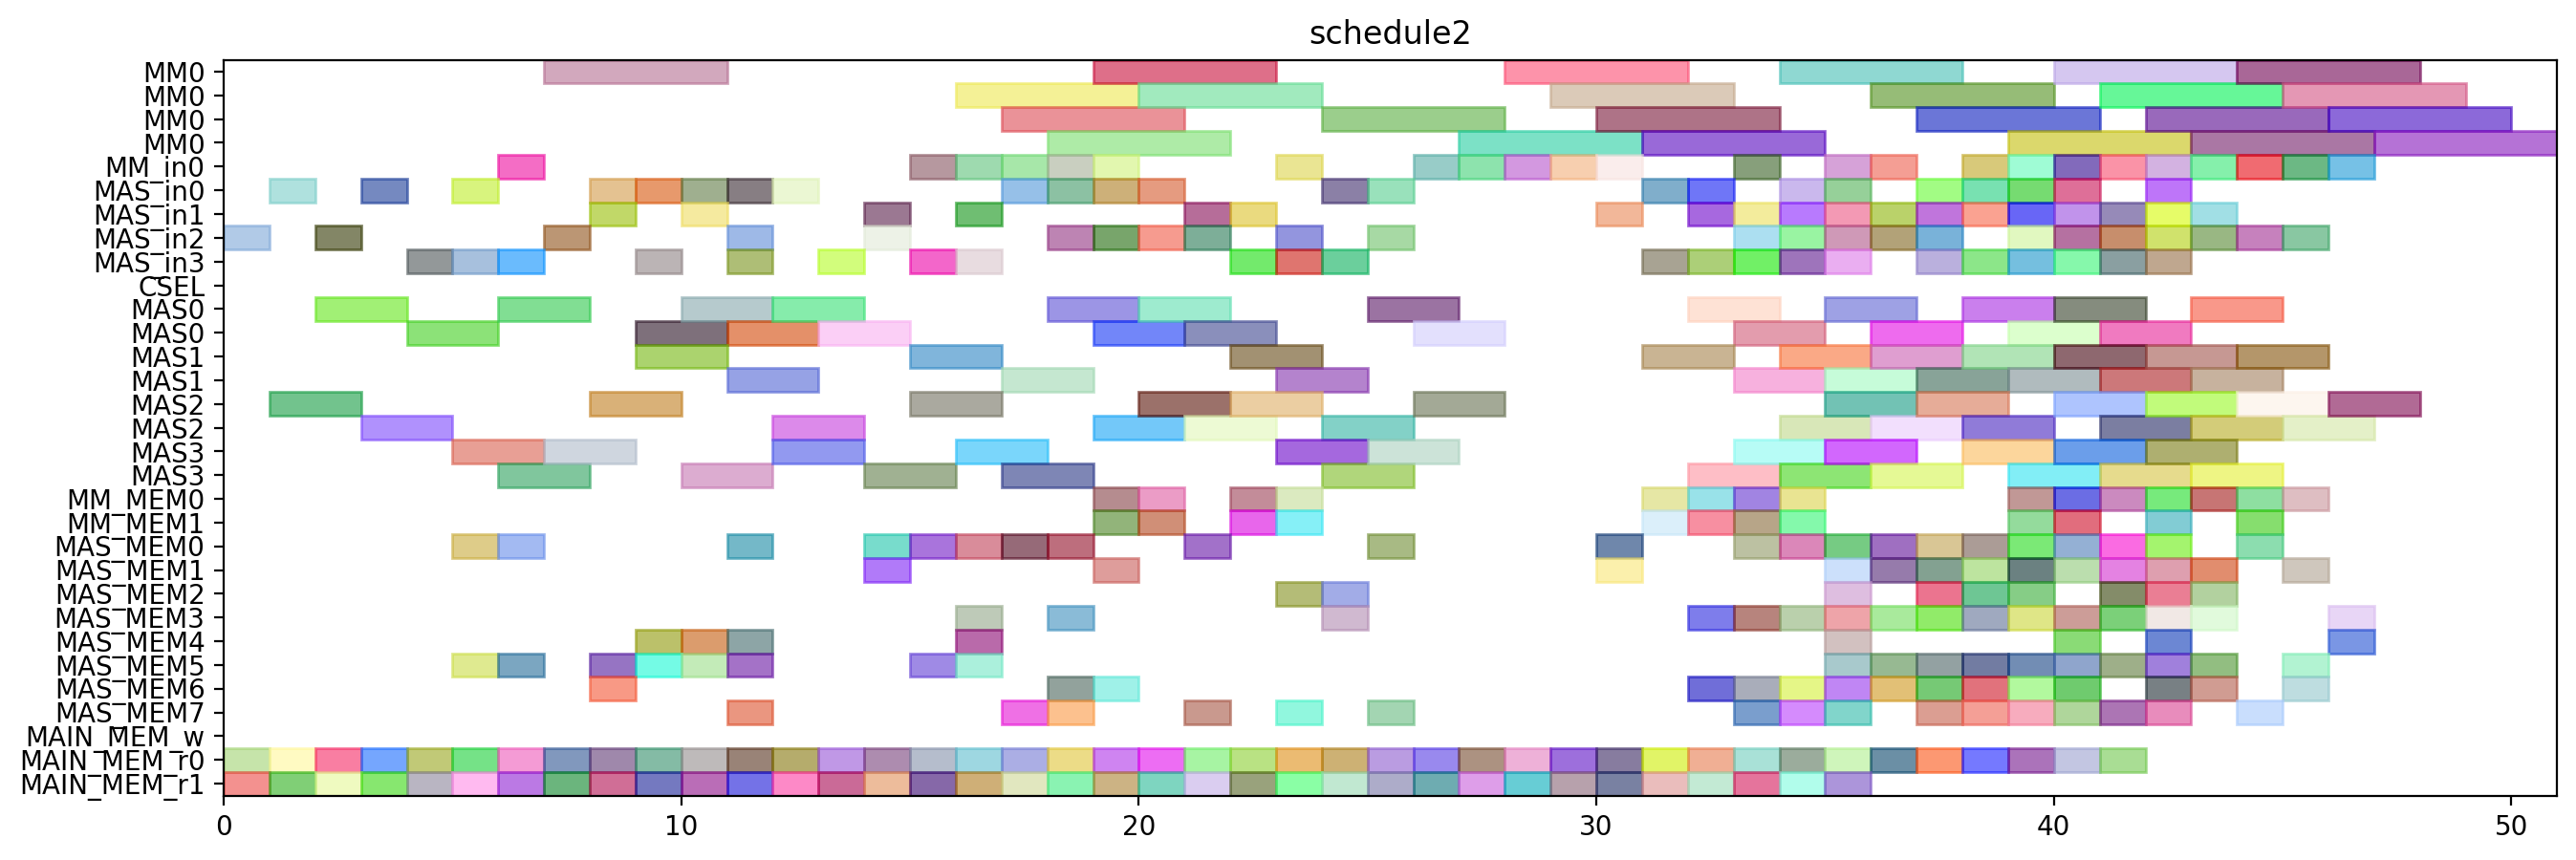 schedule2
MM0
MM0
MM0
MM0
MM_in0
MAS_in0
MAS_in1
MAS_in2
MAS_in3
CSEL
MAS0
MAS0
MAS1
MAS1
MAS2
MAS2
MAS3
MAS3
MM_MEM0
MM_MEM1
MAS_MEM0
MAS_MEM1
MAS_MEM2
MAS_MEM3
MAS_MEM4
MAS_MEM5
MAS_MEM6
MAS_MEM7
MAIN_MEM_w
MAIN_MEM_r0
MAIN_MEM_r1
0 10 20 30 40 50